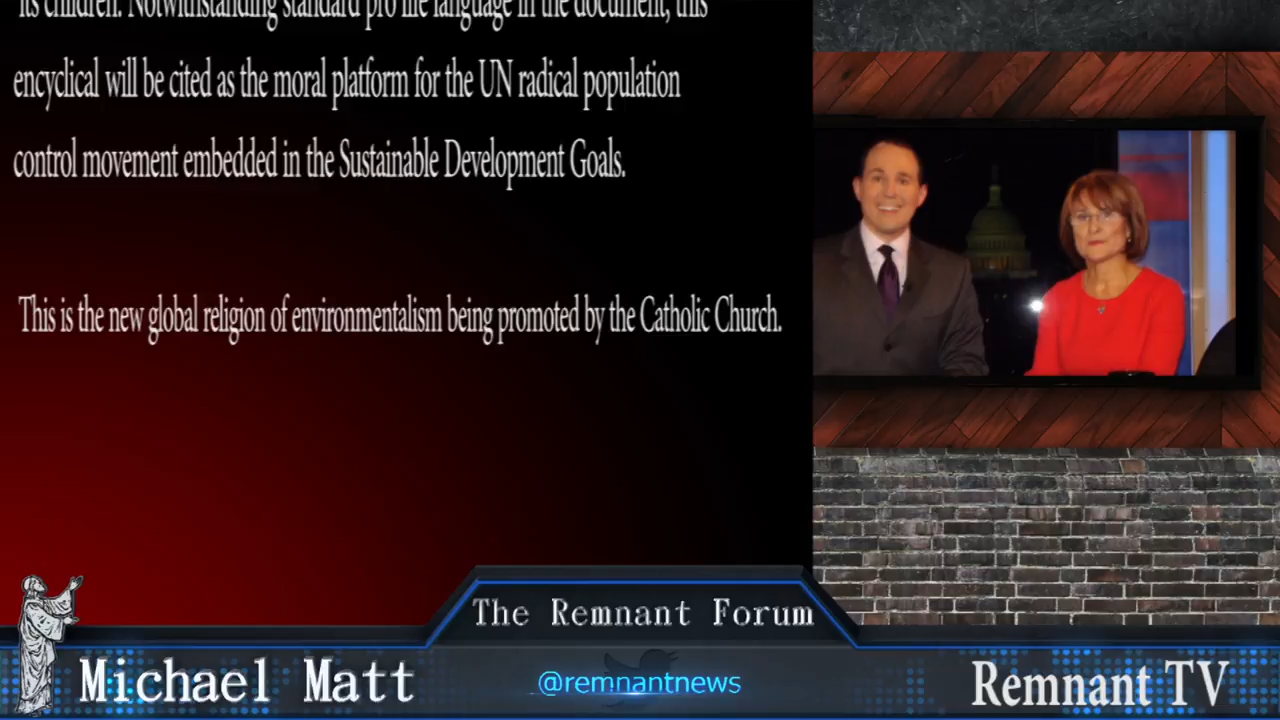 its children. Notwithstanding standard pro life language in the document, this
encyclical will be cited as the moral platform for the UN radical population
control movement embedded in the Sustainable Development Goals.
This is the new global religion of environmentalism being promoted by the Catholic Church.
The Remnant Forum
Michael Matt
@remnantnews
Remnant TV